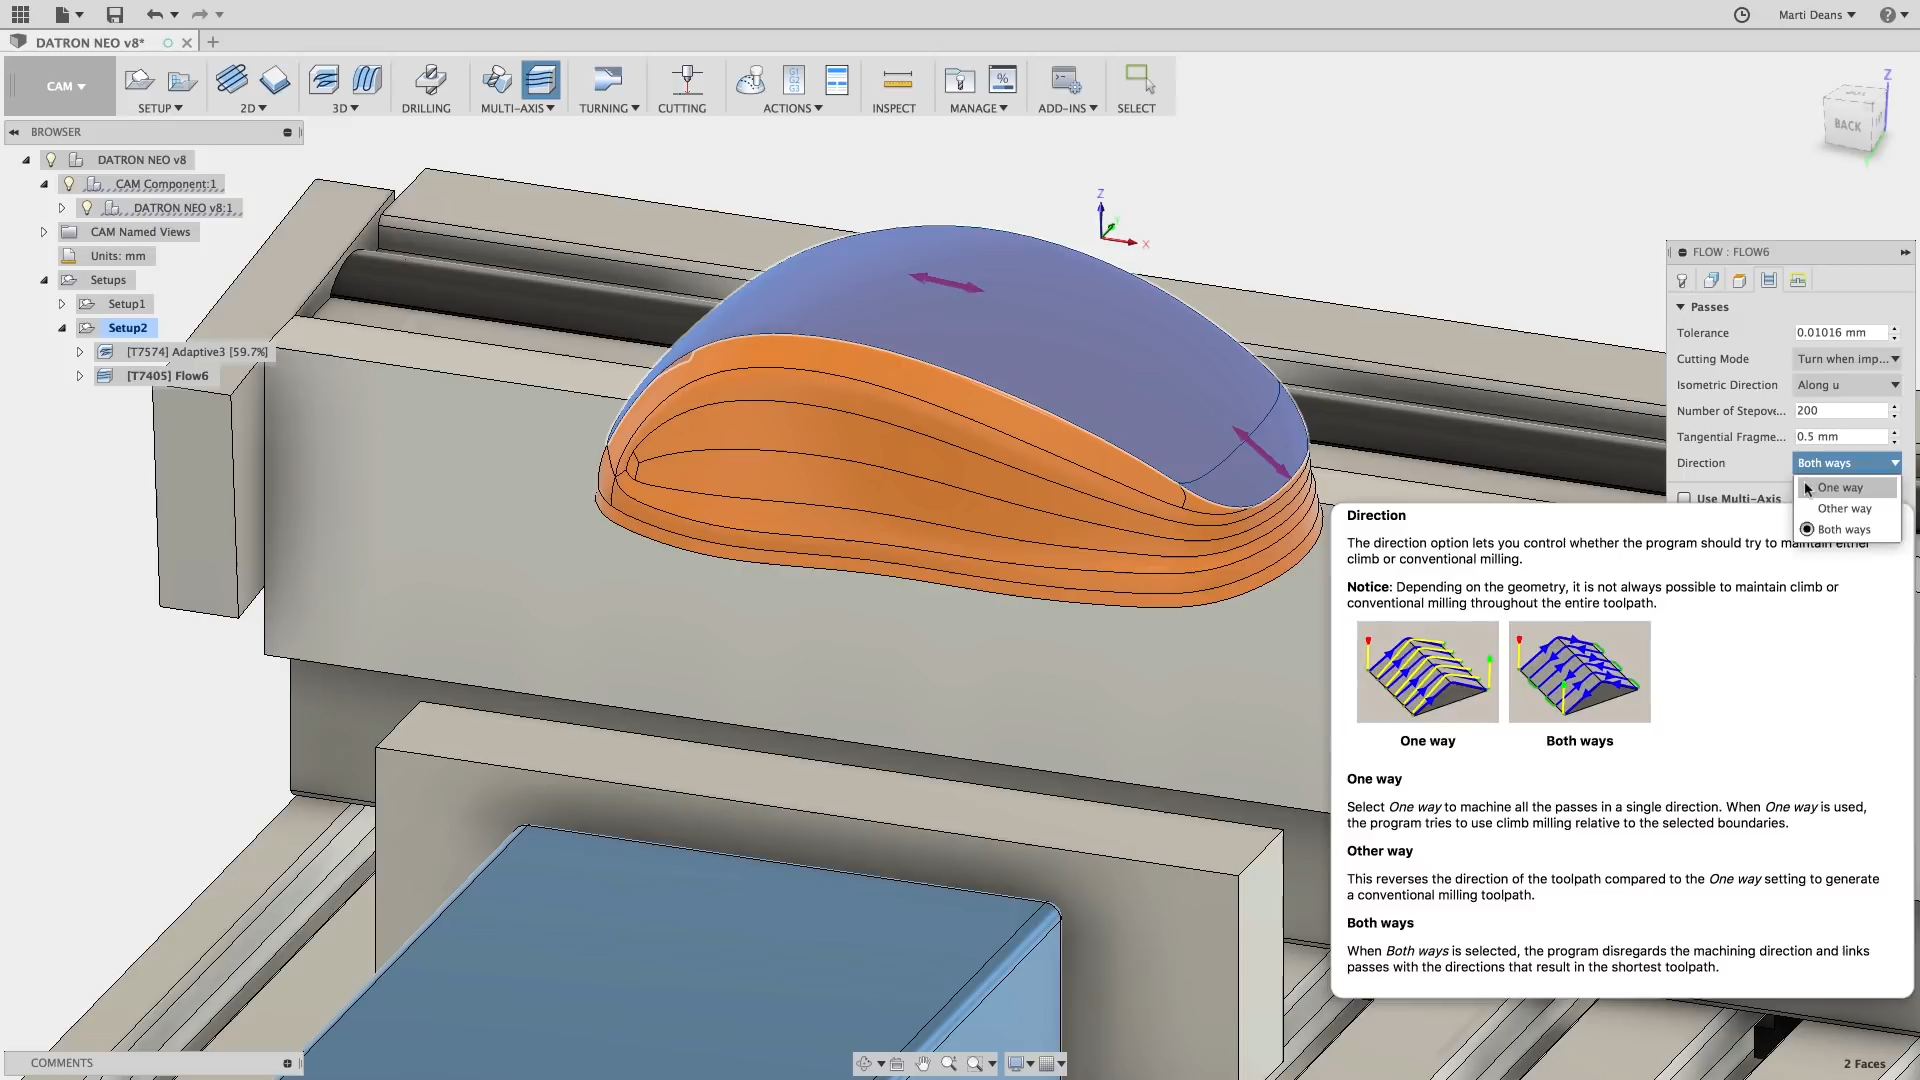 Marti Deans
DATRON NEO v8*
CAM
SETUP
2D
3D
DRILLING
MULTI-AXIS
TURNING
CUTTING
G1
G2
G3
ACTIONS
INSPECT
%
MANAGE
ADD-INS
SELECT
BROWSER
DATRON NEO v8
CAM Component:1
DATRON NEO v8:1
CAM Named Views
Units: mm
Setups
Setup1
Setup2
[T7574] Adaptive3 [59.7%]
[T7405] Flow6
Z
X
Z
BACK
FLOW : FLOW6
Passes
Tolerance 0.01016 mm
Cutting Mode Turn when imp...
Isometric Direction Along u
Number of Stepove... 200
Tangential Fragme... 0.5 mm
Direction Both ways
One way
Other way
Both ways
Use Multi-Axis
Direction
The direction option lets you control whether the program should try to maintain either
climb or conventional milling.
Notice: Depending on the geometry, it is not always possible to maintain climb or
conventional milling throughout the entire toolpath.
One way
Both ways
One way
Select One way to machine all the passes in a single direction. When One way is used,
the program tries to use climb milling relative to the selected boundaries.
Other way
This reverses the direction of the toolpath compared to the One way setting to generate
a conventional milling toolpath.
Both ways
When Both ways is selected, the program disregards the machining direction and links
passes with the directions that result in the shortest toolpath.
COMMENTS
2 Faces